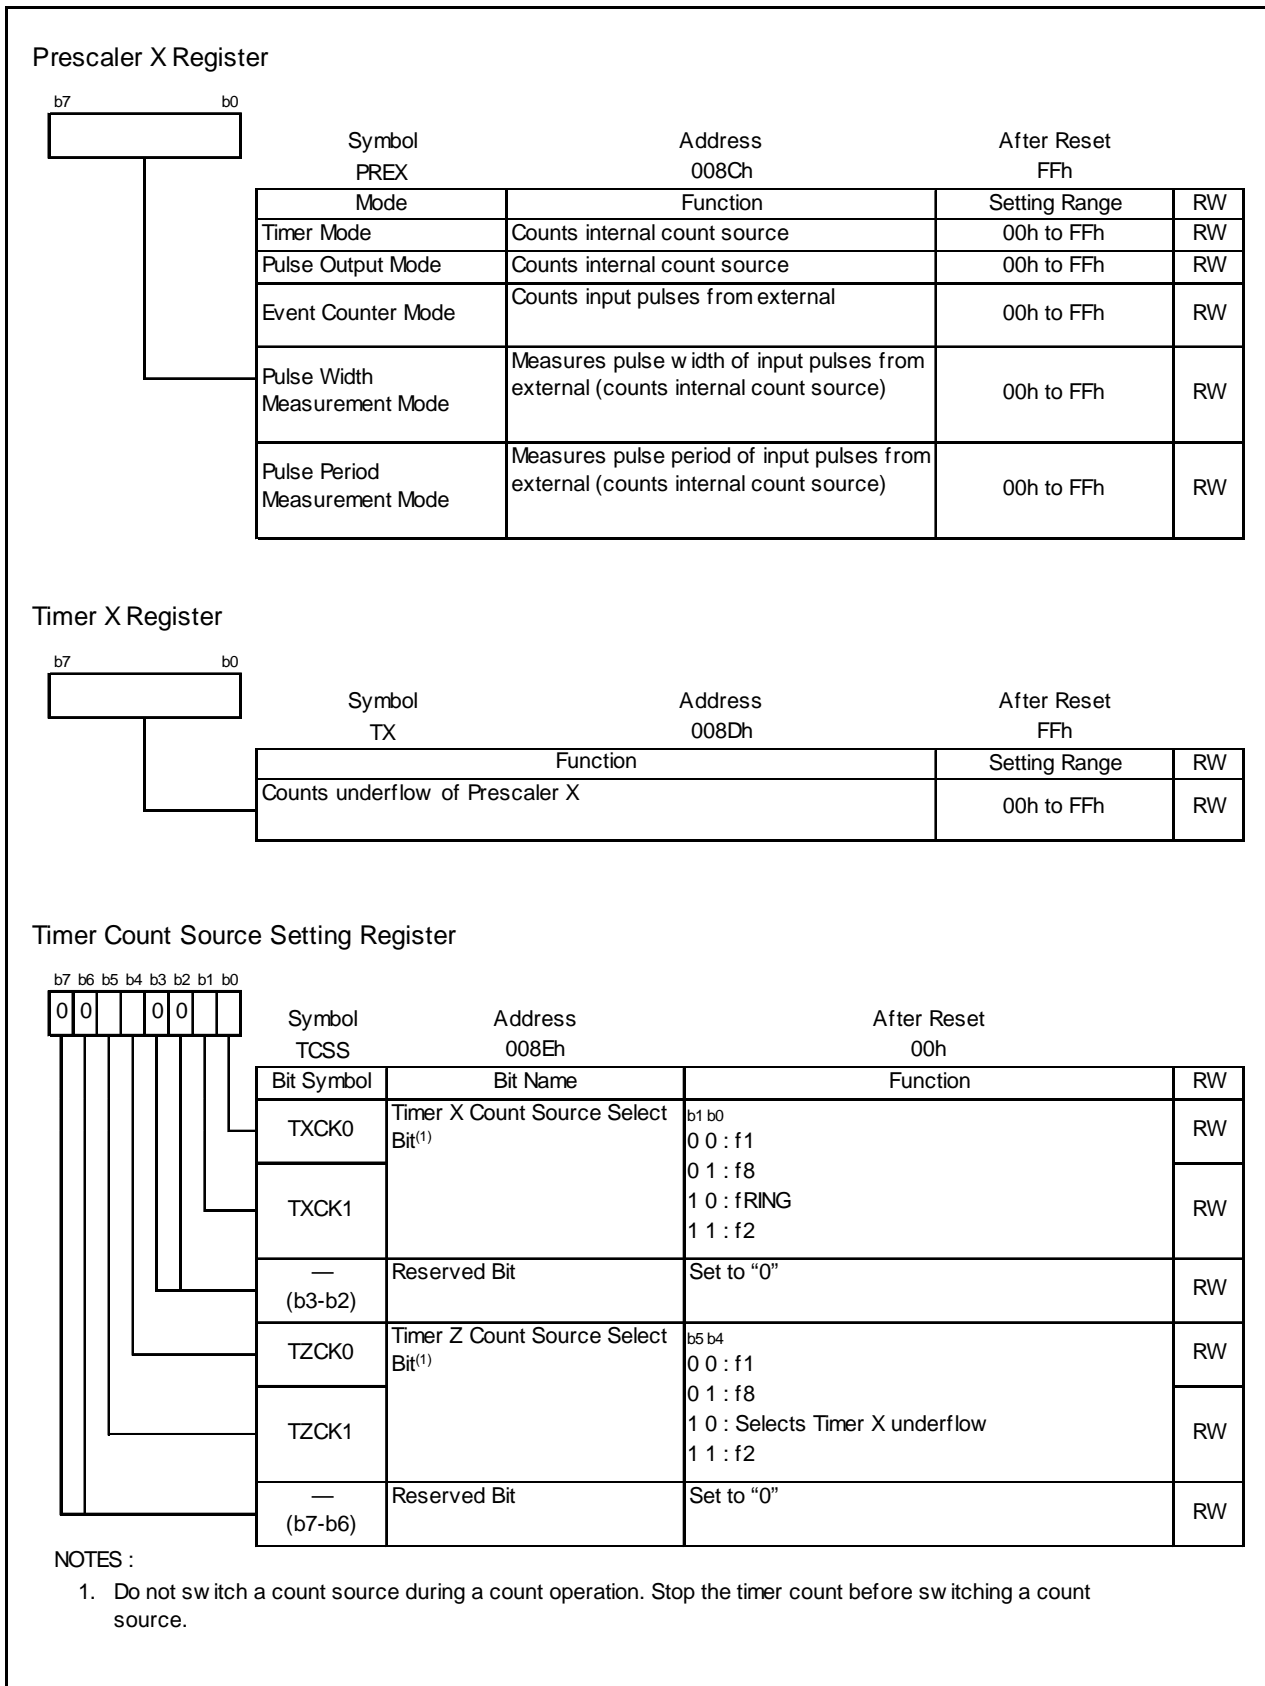 Prescaler X Register
b7 b0
Symbol Address After Reset
PREX 008Ch FFh
Mode Function Setting Range RW
Timer Mode Counts internal count source 00h to FFh RW
Pulse Output Mode Counts internal count source 00h to FFh RW
Event Counter Mode Counts input pulses from external 00h to FFh RW
Pulse Width Measurement Mode Measures pulse width of input pulses from
external (counts internal count source) 00h to FFh RW
Pulse Period Measurement Mode Measures pulse period of input pulses from
external (counts internal count source) 00h to FFh RW
Timer X Register
b7 b0
Symbol Address After Reset
TX 008Dh FFh
Function Setting Range RW
Counts underflow of Prescaler X 00h to FFh RW
Timer Count Source Setting Register
b7 b6 b5 b4 b3 b2 b1 b0
0 0 0 0
Symbol Address After Reset
TCSS 008Eh 00h
Bit Symbol Bit Name Function RW
TXCK0 Timer X Count Source Select
Bit(1) b1 b0
0 0 : f1 RW
0 1 : f8
TXCK1 1 0 : fRING RW
1 1 : f2
—
(b3-b2) Reserved Bit Set to “0” RW
TZCK0 Timer Z Count Source Select
Bit(1) b5 b4
0 0 : f1 RW
0 1 : f8
TZCK1 1 0 : Selects Timer X underflow RW
1 1 : f2
—
(b7-b6) Reserved Bit Set to “0” RW
NOTES :
1. Do not switch a count source during a count operation. Stop the timer count before switching a count
source.